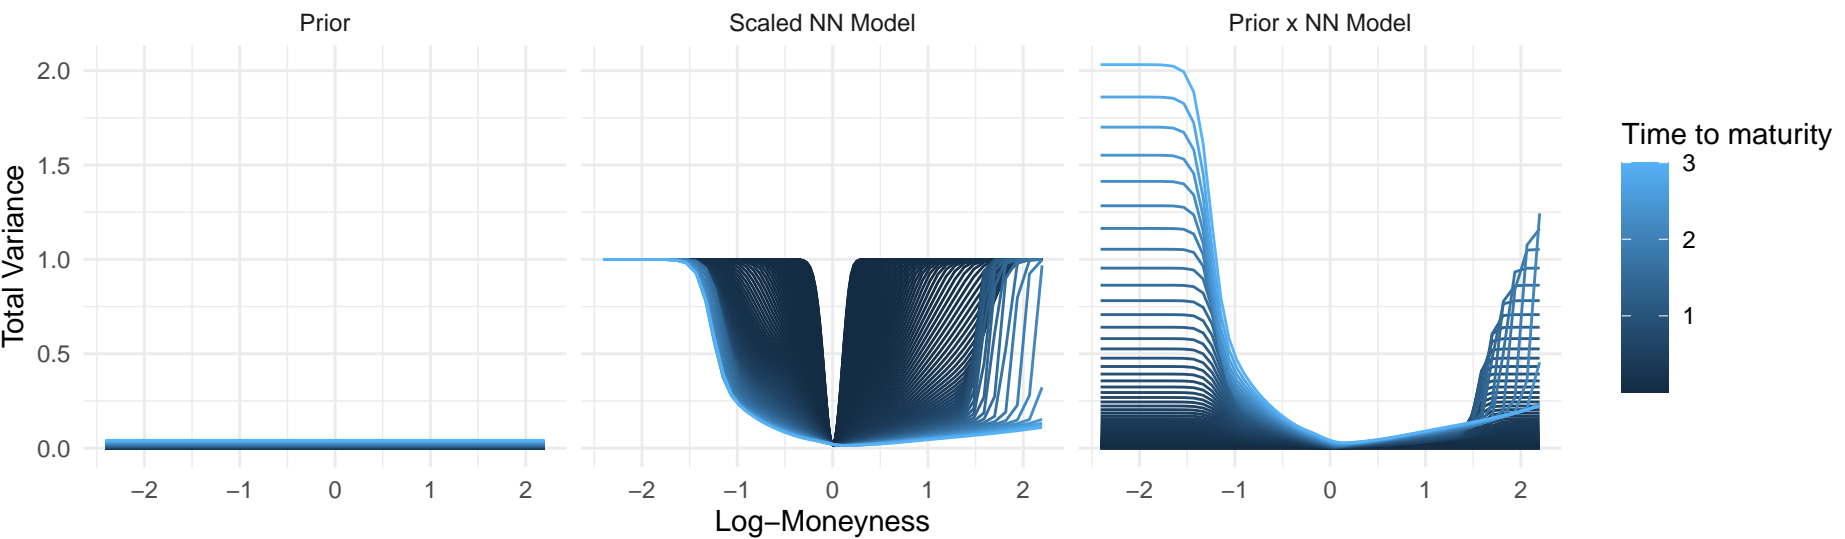 Prior
Scaled NN Model
Prior x NN Model
Total Variance
2.0
1.5
1.0
0.5
0.0
−2 −1 0 1 2
−2 −1 0 1 2
−2 −1 0 1 2
Log−Moneyness
Time to maturity
3
2
1